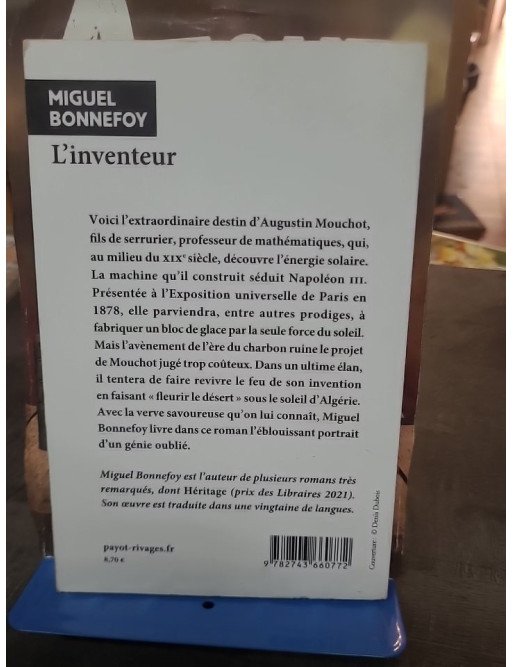 MIGUEL
BONNEFOY
L'inventeur
Voici l'extraordinaire destin d'Augustin Mouchot,
fils de serrurier, professeur de mathématiques, qui,
au milieu du XIXe siècle, découvre l'énergie solaire.
La machine qu'il construit séduit Napoléon III.
Présentée à l'Exposition universelle de Paris en
1878, elle parviendra, entre autres prodiges, à
fabriquer un bloc de glace par la seule force du soleil.
Mais l'avènement de l'ère du charbon ruine le projet
de Mouchot jugé trop coûteux. Dans un ultime élan,
il tentera de faire revivre le feu de son invention
en faisant « fleurir le désert » sous le soleil d'Algérie.
Avec la verve savoureuse qu'on lui connaît, Miguel
Bonnefoy livre dans ce roman l'éblouissant portrait
d'un génie oublié.
Miguel Bonnefoy est l'auteur de plusieurs romans très
remarqués, dont Héritage (prix des Libraires 2021).
Son œuvre est traduite dans une vingtaine de langues.
payot-rivages.fr
8,70 €
9 782743 660772
Couverture : © Denis Dubois